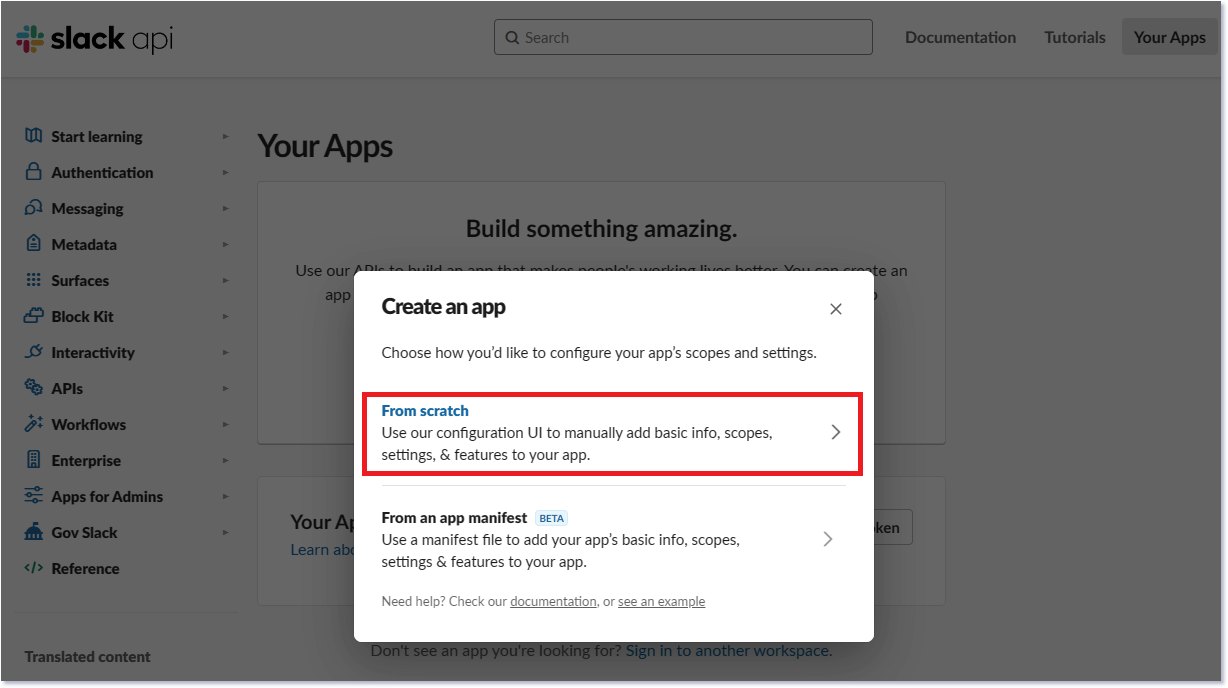 slack api
Search
Documentation
Tutorials
Your Apps
Start learning
Authentication
Messaging
Metadata
Surfaces
Block Kit
Interactivity
APIs
Workflows
Enterprise
Apps for Admins
Gov Slack
Reference
Translated content
Your Apps
Build something amazing.
Use our APIs to build an app that makes people's working lives better. You can create an
app
Create an app
Choose how you'd like to configure your app's scopes and settings.
From scratch
Use our configuration UI to manually add basic info, scopes,
settings, & features to your app.
From an app manifest BETA
Use a manifest file to add your app's basic info, scopes,
settings & features to your app.
Need help? Check our documentation, or see an example
Your Ap
Learn abo
ken
Don't see an app you're looking for? Sign in to another workspace.